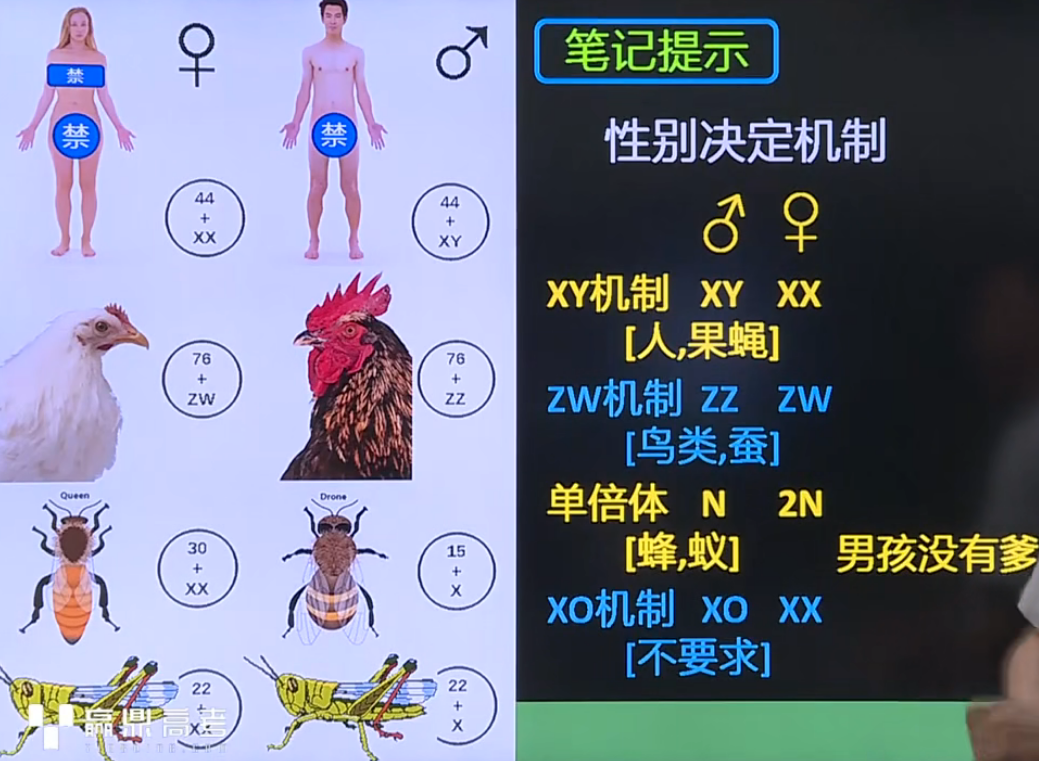 禁
禁
♀
44
+
XX
禁
♂
44
+
XY
76
+
ZW
76
+
ZZ
Queen
30
+
XX
Drone
15
+
X
22
+
XX
22
+
X
赢鼎高考
笔记提示
性别决定机制
♂ ♀
XY机制 XY XX
[人,果蝇]
ZW机制 ZZ ZW
[鸟类,蚕]
单倍体 N 2N
[蜂,蚁] 男孩没有爹
XO机制 XO XX
[不要求]